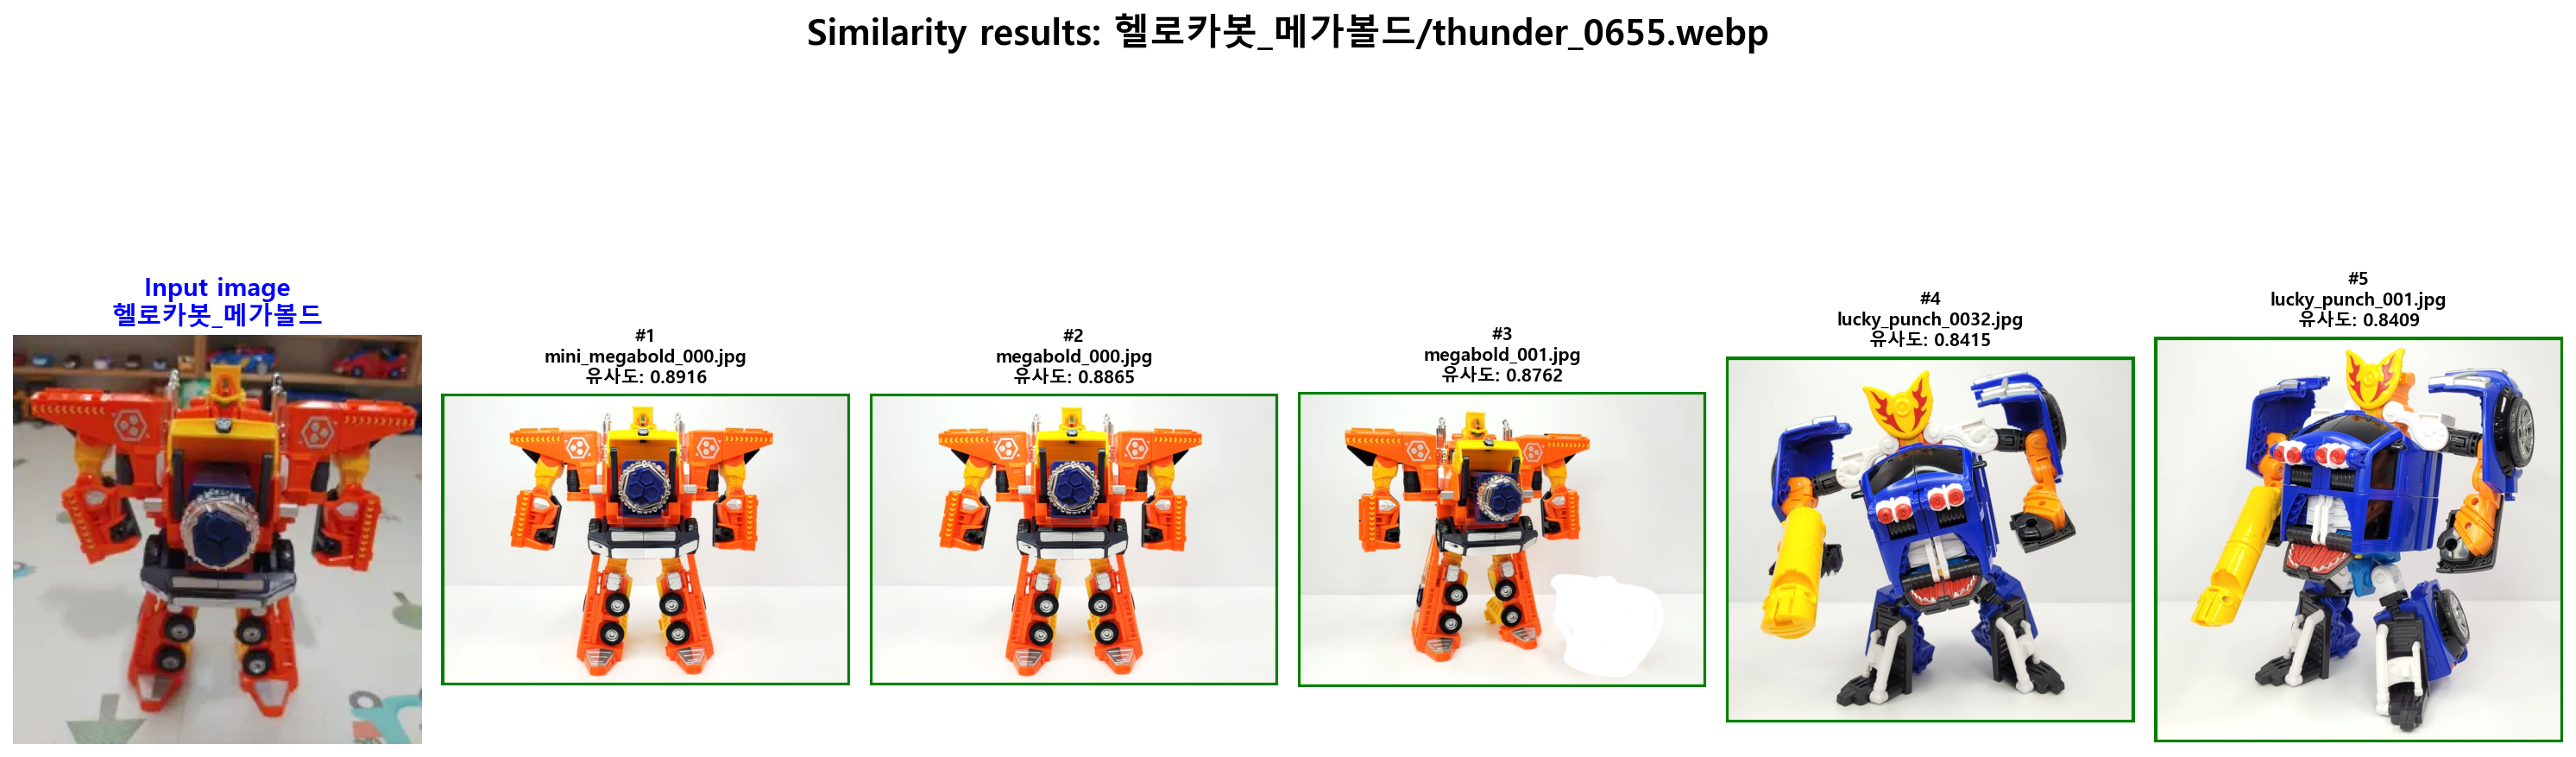 Similarity results: 헬로카봇_메가볼드/thunder_0655.webp
Input image
헬로카봇_메가볼드
#1
mini_megabold_000.jpg
유사도: 0.8916
#2
megabold_000.jpg
유사도: 0.8865
#3
megabold_001.jpg
유사도: 0.8762
#4
lucky_punch_0032.jpg
유사도: 0.8415
#5
lucky_punch_001.jpg
유사도: 0.8409